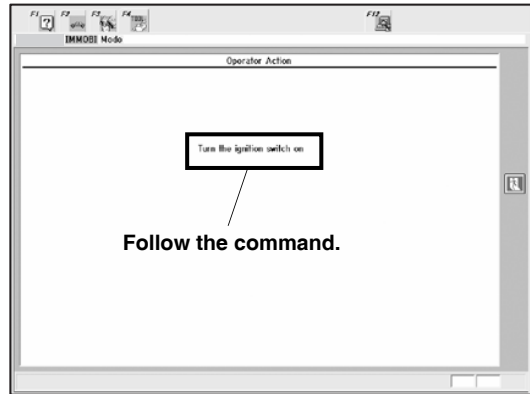 F1 F2 F3 F4 F12
IMMOBI Mode
Operator Action
Turn the ignition switch on
Follow the command.